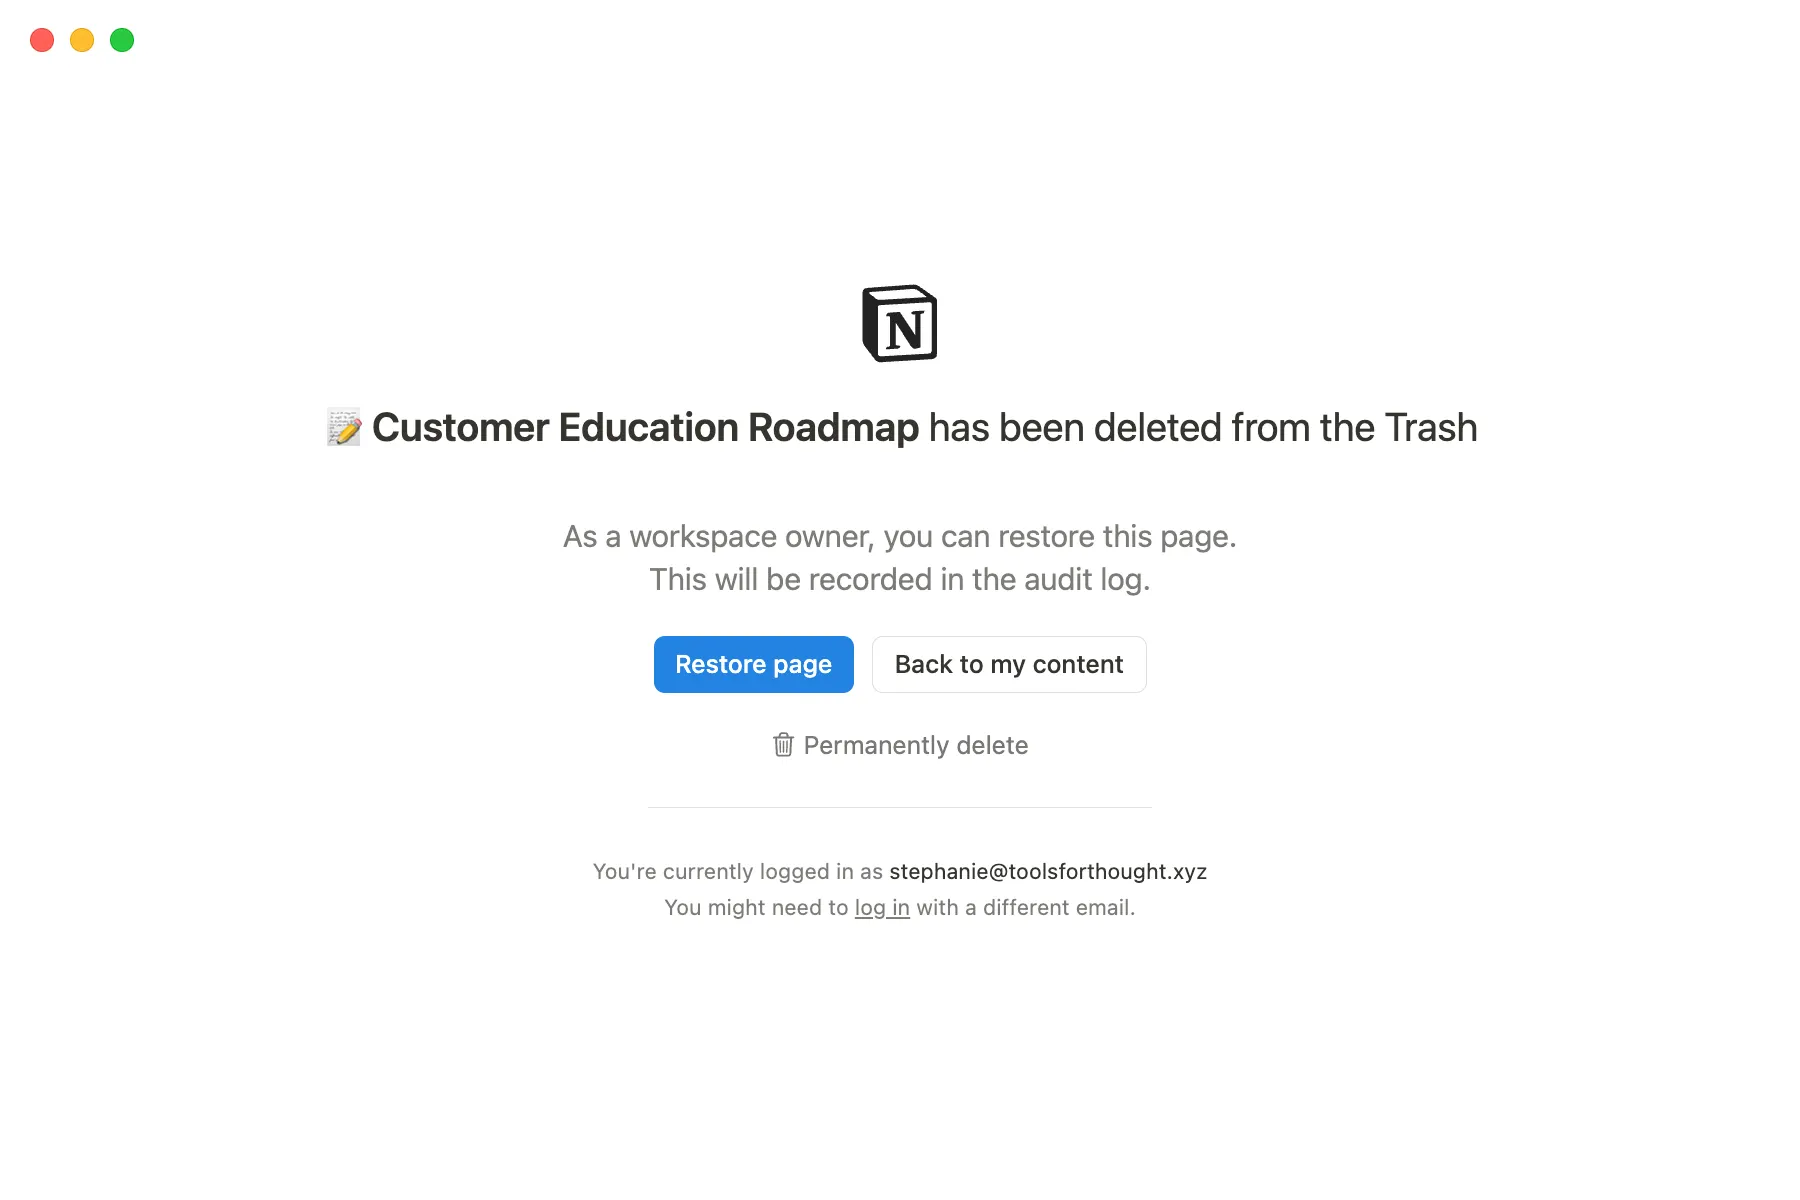 N
📝 Customer Education Roadmap has been deleted from the Trash
As a workspace owner, you can restore this page.
This will be recorded in the audit log.
Restore page
Back to my content
Permanently delete
You're currently logged in as stephanie@toolsforthought.xyz
You might need to log in with a different email.